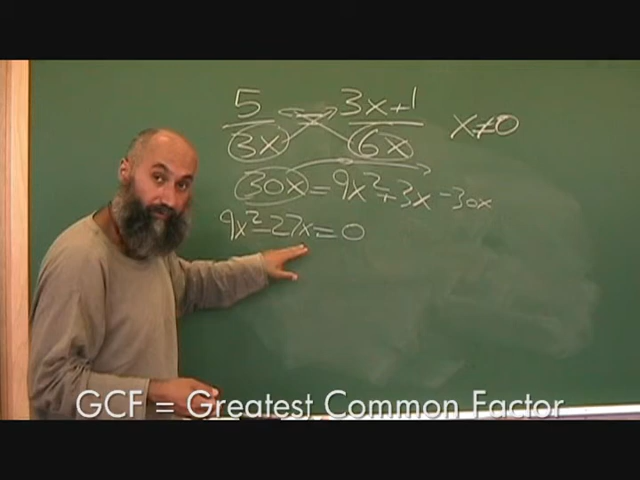 5/3x = 3x+1/6x x≠0
30x = 9x² + 3x - 30x
9x² - 27x = 0
GCF = Greatest Common Factor